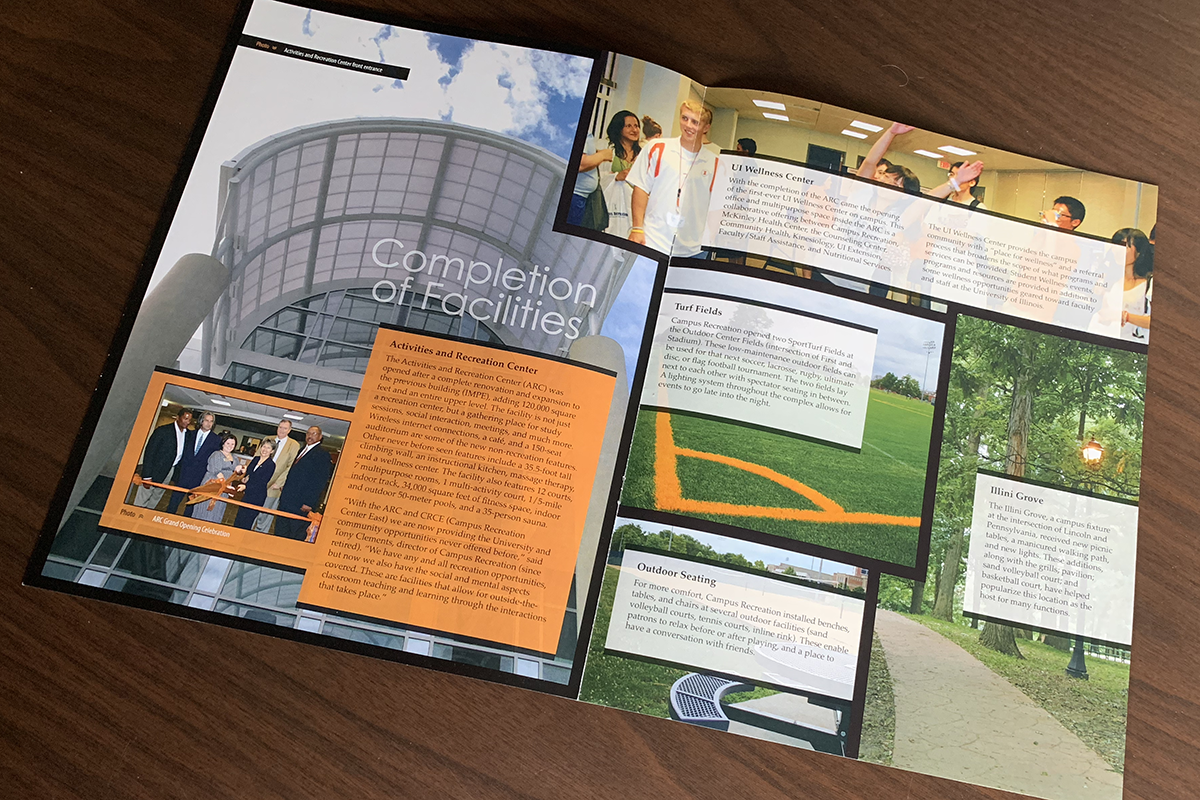 Photo
Activities and Recreation Center front entrance
Completion
of Facilities
Activities and Recreation Center
The Activities and Recreation Center (ARC) was
opened after a complete renovation and expansion to
the previous building (IMPE), adding 120,000 square
feet and an entire upper level. The facility is not just
a recreation center, but a gathering place for study
sessions, social interaction, meetings, and much more.
Wireless internet connections, a café, and a 150-seat
auditorium are some of the new non-recreation features.
Other never before seen features include a 35.5-foot tall
climbing wall, an instructional kitchen, massage therapy,
and a wellness center. The facility also features 12 courts,
7 multipurpose rooms, 1 multi-activity court, 1/5-mile
indoor track, 34,000 square feet of fitness space, indoor
and outdoor 50-meter pools, and a 35-person sauna.
"With the ARC and CRCE (Campus Recreation
Center East) we are now providing the University and
community opportunities never offered before," said
Tony Clements, director of Campus Recreation (since
retired). "We have any and all recreation opportunities,
but now we also have the social and mental aspects
covered. These are facilities that allow for outside-the-
classroom teaching and learning through the interactions
that takes place."
Photo
ARC Grand Opening Celebration
UI Wellness Center
With the completion of the ARC came the opening
of the first-ever UI Wellness Center on campus. This
office and multipurpose space inside the ARC is a
collaborative offering between Campus Recreation,
McKinley Health Center, the Counseling Center,
Community Health, Kinesiology, UI Extension,
Faculty/Staff Assistance, and Nutritional Services
The UI Wellness Center provides the campus
community with a "place for wellness" and a referral
process that broadens the scope of what programs and
services can be provided. Student Wellness events,
programs and resources are provided in addition to
some wellness opportunities geared toward faculty
and staff at the University of Illinois.
Turf Fields
Campus Recreation opened two SportTurf Fields at
the Outdoor Center Fields (intersection of First and
Stadium). These low-maintenance outdoor fields can
be used for that next soccer, lacrosse, rugby, ultimate
disc, or flag football tournament. The two fields lay
next to each other with spectator seating in between.
A lighting system throughout the complex allows for
events to go late into the night.
Outdoor Seating
For more comfort, Campus Recreation installed benches,
tables, and chairs at several outdoor facilities (sand
volleyball courts, tennis courts, inline rink). These enable
patrons to relax before or after playing, and a place to
have a conversation with friends.
Illini Grove
The Illini Grove, a campus fixture
at the intersection of Lincoln and
Pennsylvania, received new picnic
tables, a manicured walking path,
and new lights. These additions,
along with the grills, pavilion;
sand volleyball court; and
basketball court, have helped
popularize this location as the
host for many functions.